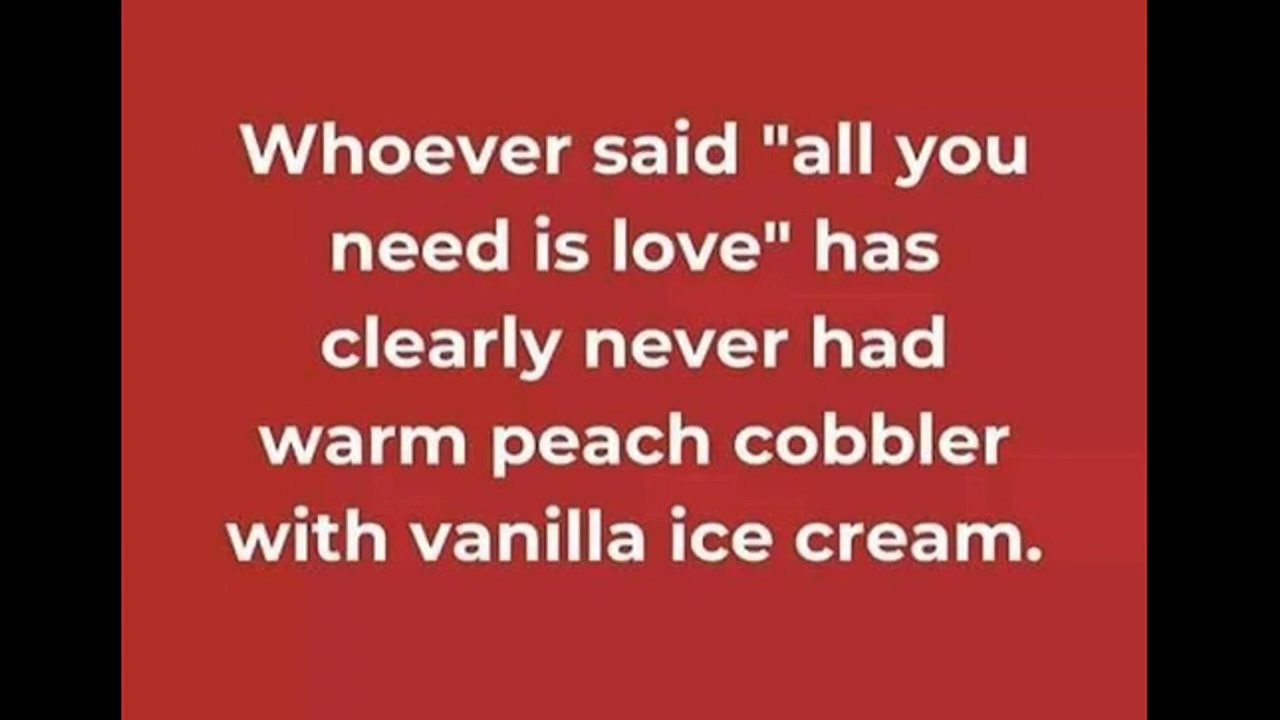 Whoever said "all you
need is love" has
clearly never had
warm peach cobbler
with vanilla ice cream.